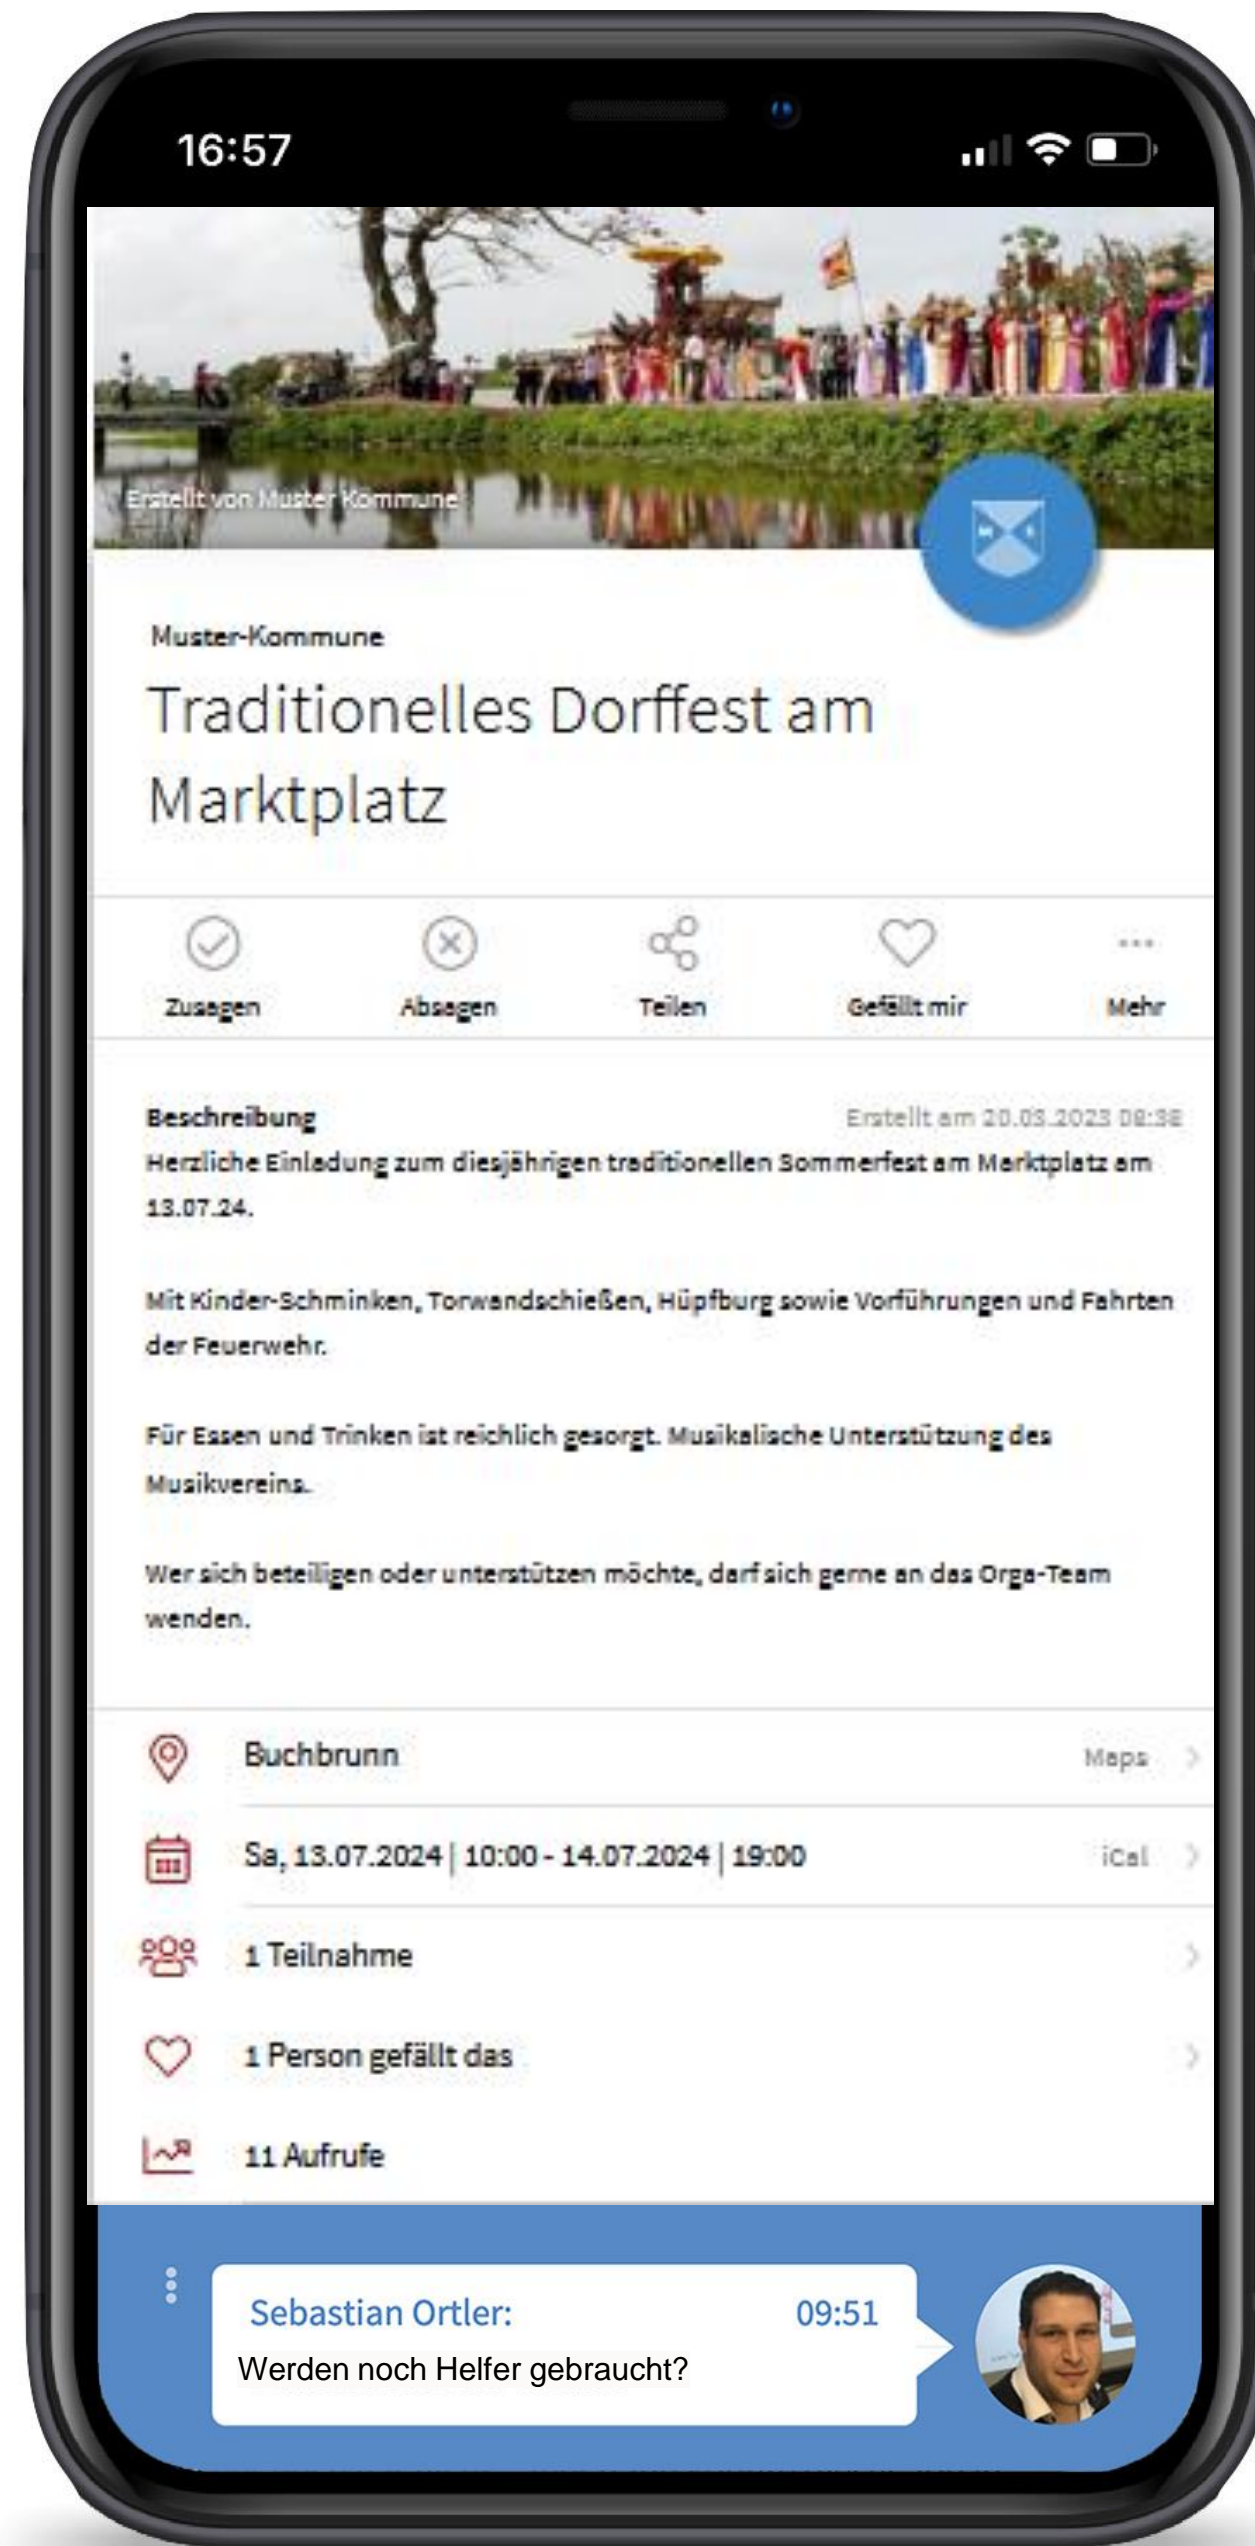 16:57
Erstellt von Muster Kommune
Muster-Kommune
Traditionelles Dorffest am
Marktplatz
Zusagen
Absagen
Teilen
Gefällt mir
Mehr
Beschreibung
Erstellt am 20.03.2023 08:38
Herzliche Einladung zum diesjährigen traditionellen Sommerfest am Marktplatz am
13.07.24.
Mit Kinder-Schminken, Torwandschießen, Hüpfburg sowie Vorführungen und Fahrten
der Feuerwehr.
Für Essen und Trinken ist reichlich gesorgt. Musikalische Unterstützung des
Musikvereins.
Wer sich beteiligen oder unterstützen möchte, darf sich gerne an das Orga-Team
wenden.
Buchbrunn
Maps
Sa, 13.07.2024 | 10:00 - 14.07.2024 | 19:00
iCal
1 Teilnahme
1 Person gefällt das
11 Aufrufe
Sebastian Ortler:
09:51
Werden noch Helfer gebraucht?